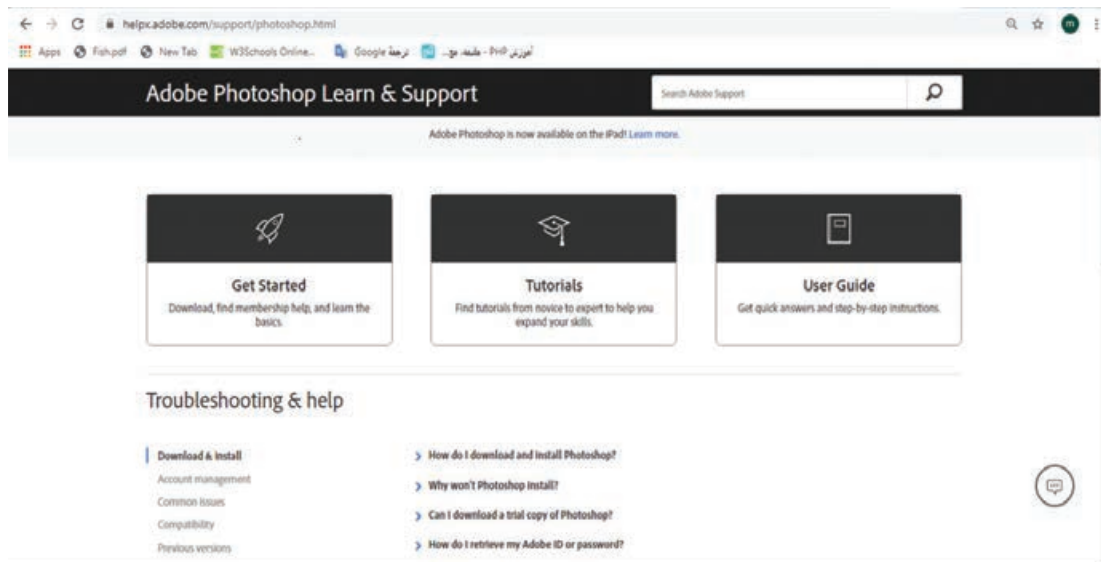 helpx.adobe.com/support/photoshop.html
m
Apps Fish.pdf New Tab W3Schools Online... ترجمة Google آموزش PHP - طبقه مع...
Adobe Photoshop Learn & Support
Search Adobe Support
Adobe Photoshop is now available on the iPad! Learn more.
Get Started
Download, find membership help, and learn the
basics.
Tutorials
Find tutorials from novice to expert to help you
expand your skills.
User Guide
Get quick answers and step-by-step instructions.
Troubleshooting & help
Download & Install
Account management
Common Issues
Compatibility
Previous versions
How do I download and install Photoshop?
Why won't Photoshop install?
Can I download a trial copy of Photoshop?
How do I retrieve my Adobe ID or password?